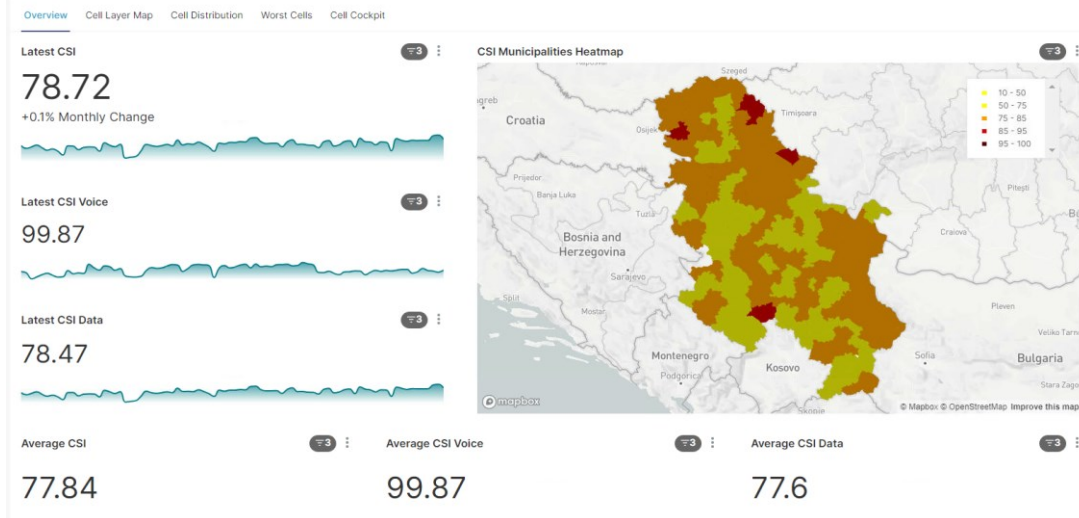 Overview Cell Layer Map Cell Distribution Worst Cells Cell Cockpit
Latest CSI
3
78.72
+0.1% Monthly Change
Latest CSI Voice
3
99.87
Latest CSI Data
3
78.47
CSI Municipalities Heatmap
3
Szeged
Croatia
Osijek
Timișoara
10 - 50
50 - 75
75 - 85
85 - 95
95 - 100
Prijedor
Banja Luka
Tuzla
Bosnia and
Herzegovina
Sarajevo
Split
Mostar
Montenegro
Podgorica
Kosovo
Skopje
Pitești
Craiova
Pleven
Sofia
Bulgaria
mapbox
© Mapbox © OpenStreetMap Improve this map
Average CSI
3
77.84
Average CSI Voice
3
99.87
Average CSI Data
3
77.6